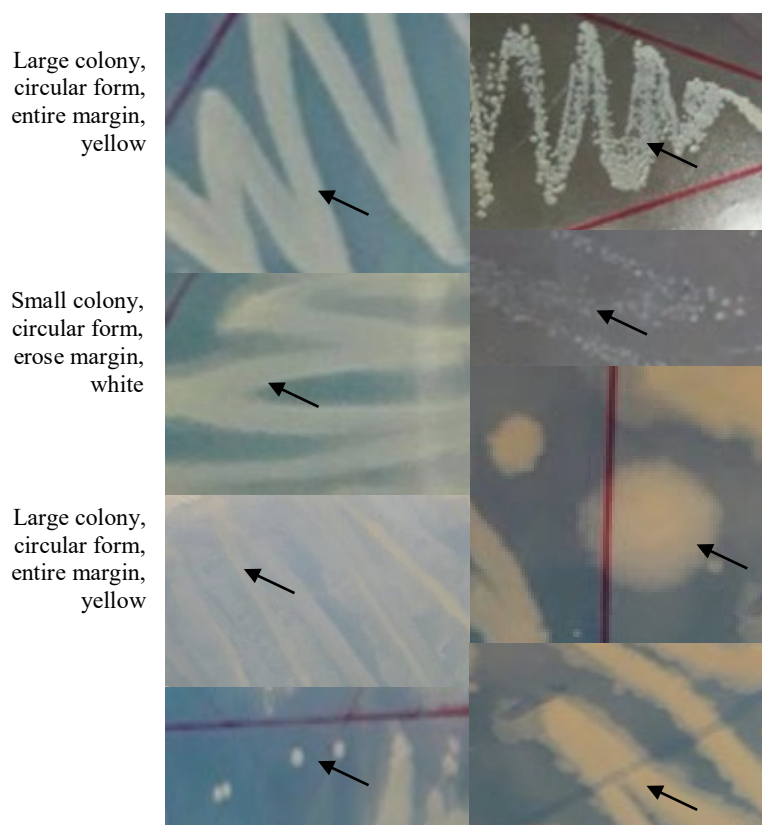 Large colony,
circular form,
entire margin,
yellow
Small colony,
circular form,
erose margin,
white
Large colony,
circular form,
entire margin,
yellow